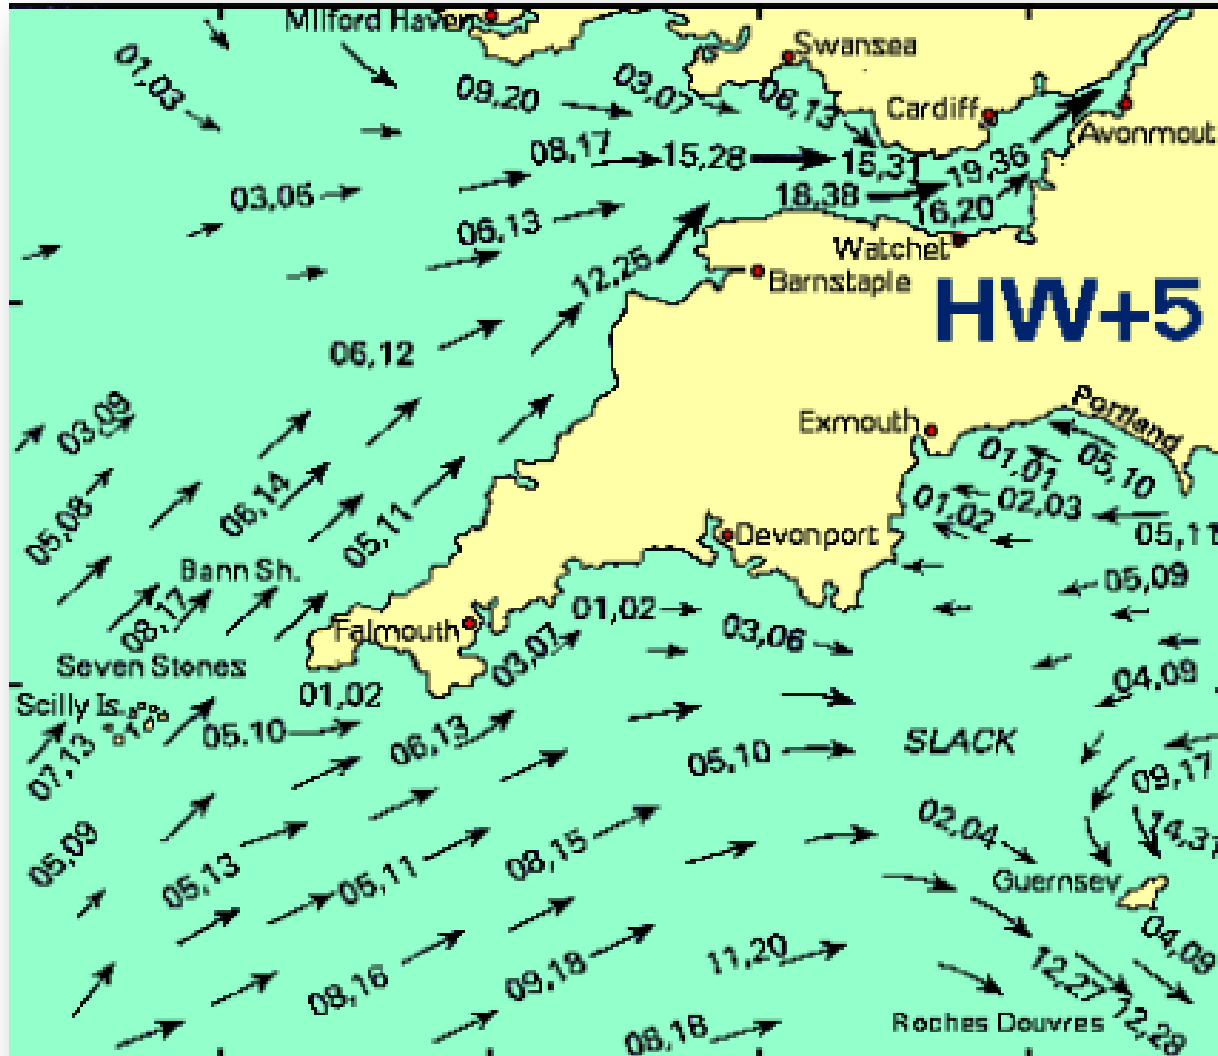 Milford Haven
Swansea
01,03
09,20
03,07
06,13
Cardiff
Avonmout
08,17
15,28
15,31
19,36
03,05
18,38
16,20
06,13
Watchet
12,25
Barnstaple
HW+5
06,12
Portland
03,09
Exmouth
01,01
05,10
06,14
01,02
02,03
05,08
05,11
Devonport
05,11
Bann Sh.
05,09
08,17
01,02
Falmouth
03,06
03,07
Seven Stones
04,09
01,02
Scilly Is.
05.10
06,13
SLACK
07,13
05,10
09,17
02,04
14,31
05,09
05,13
05,11
08,15
Guernsey
04,09
11,20
12,27
08,16
09,18
Roches Douvres
12,28
08,18